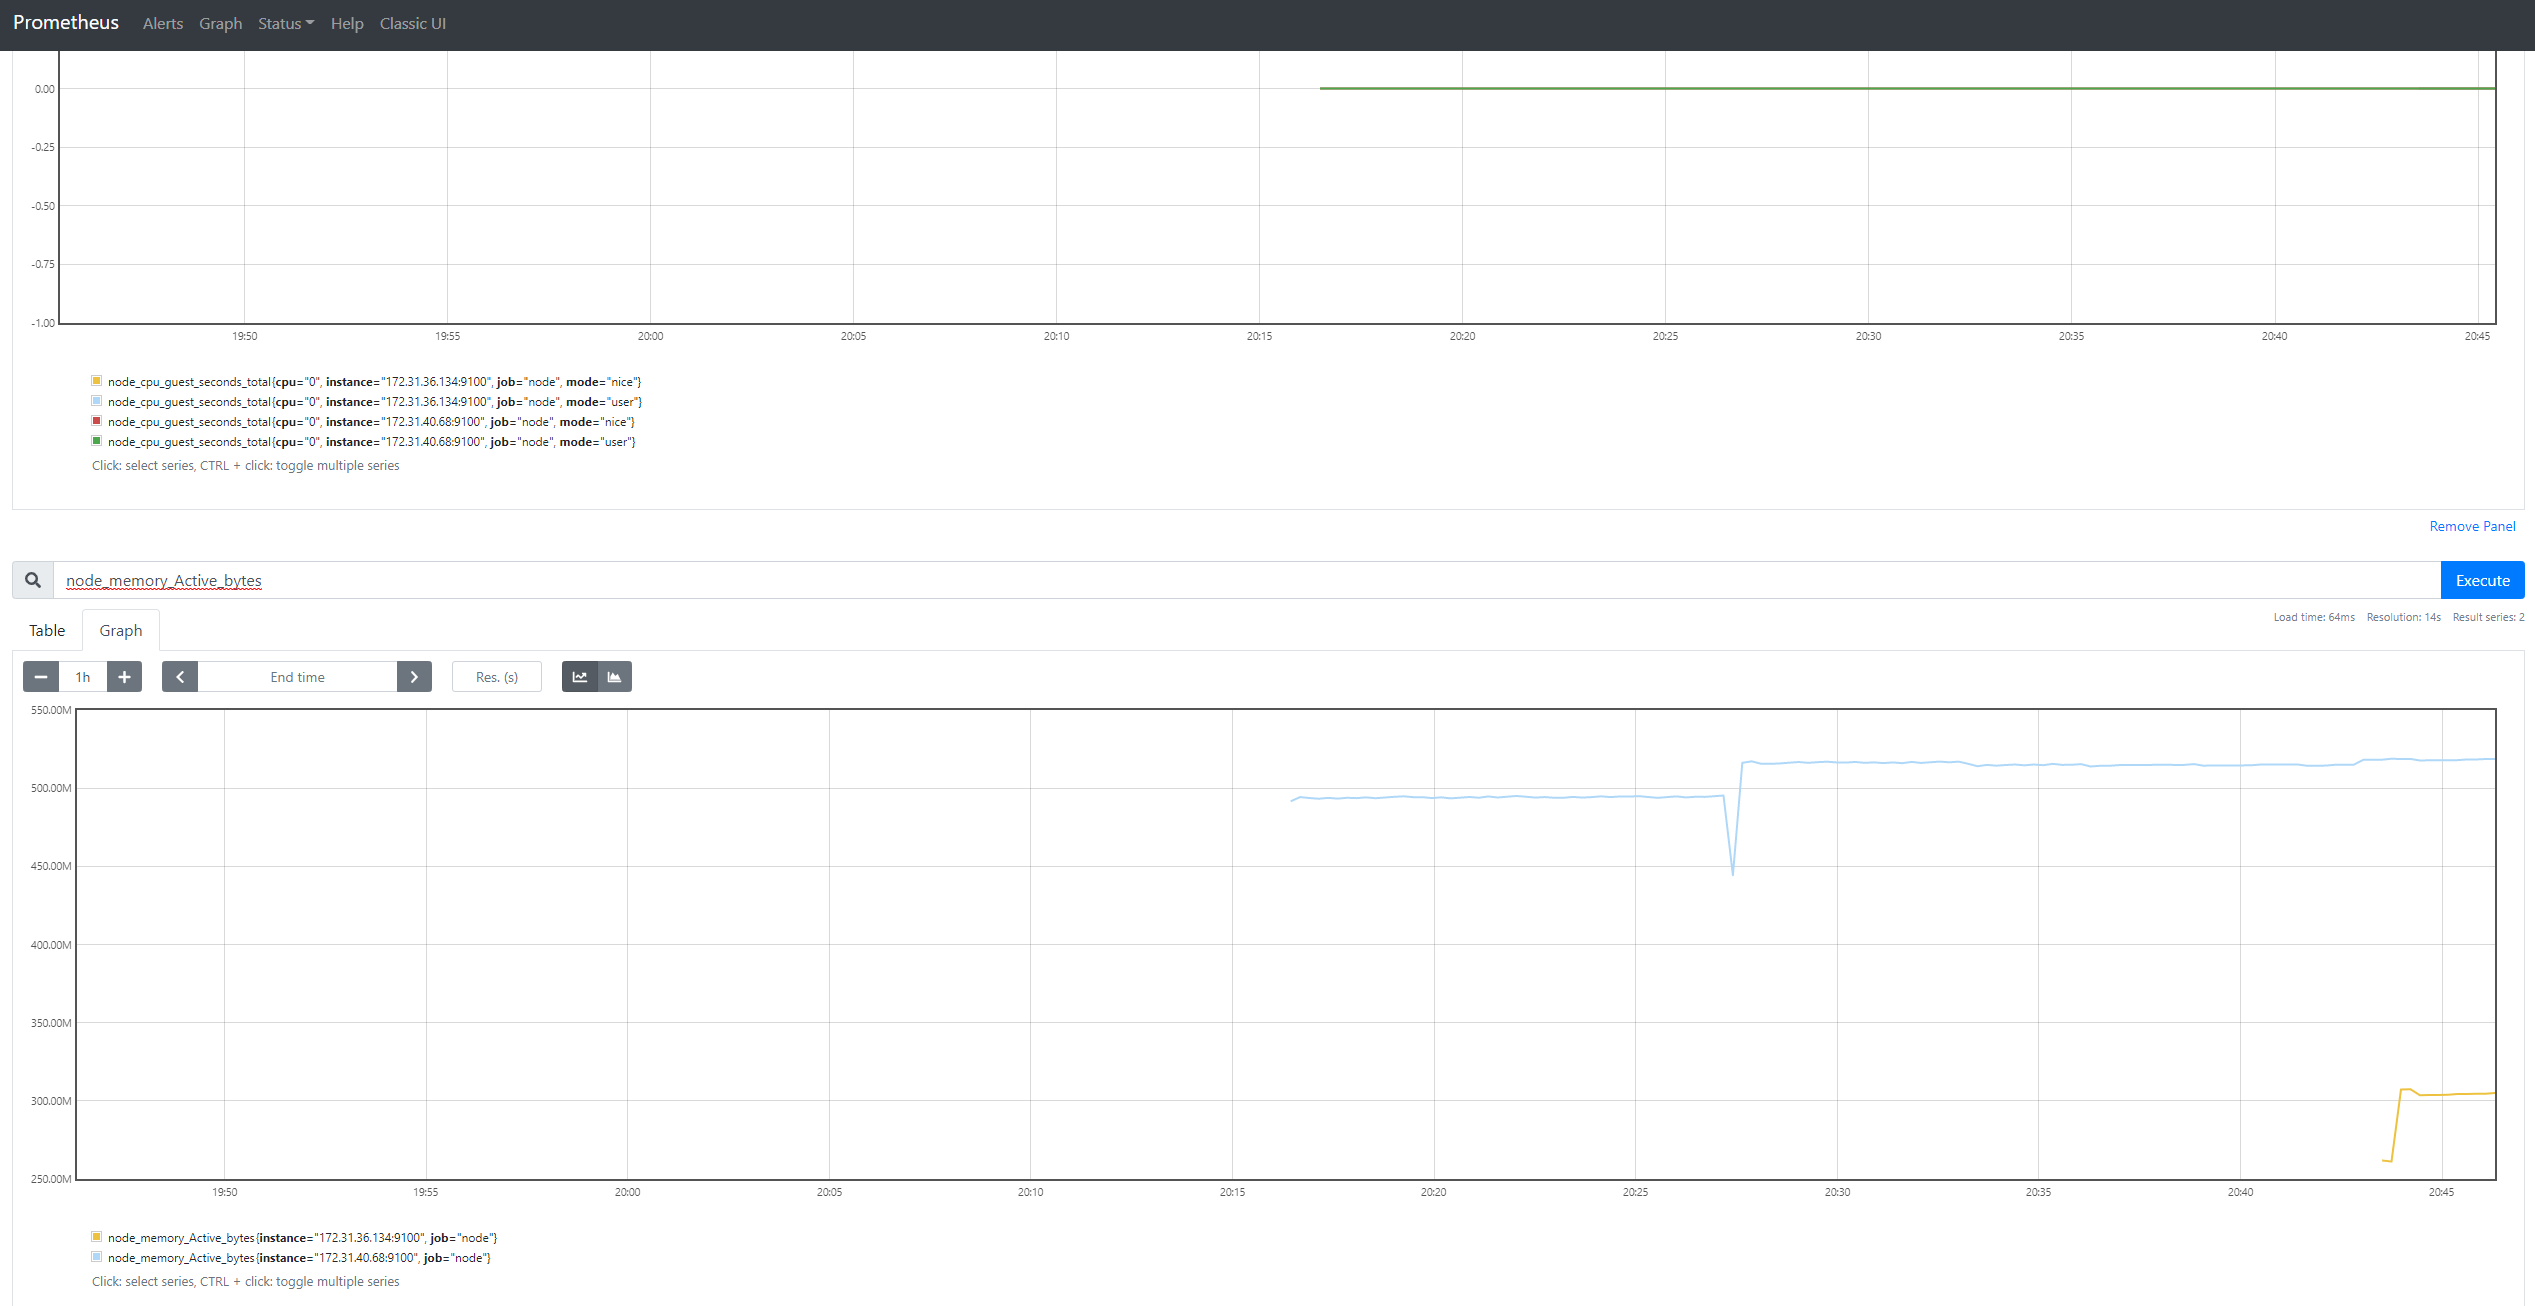 Prometheus Alerts Graph Status Help Classic UI
0.00
-0.25
-0.50
-0.75
-1.00
19:50 19:55 20:00 20:05 20:10 20:15 20:20 20:25 20:30 20:35 20:40 20:45
node_cpu_guest_seconds_total{cpu="0", instance="172.31.36.134:9100", job="node", mode="nice"}
node_cpu_guest_seconds_total{cpu="0", instance="172.31.36.134:9100", job="node", mode="user"}
node_cpu_guest_seconds_total{cpu="0", instance="172.31.40.68:9100", job="node", mode="nice"}
node_cpu_guest_seconds_total{cpu="0", instance="172.31.40.68:9100", job="node", mode="user"}
Click: select series, CTRL + click: toggle multiple series
Remove Panel
node_memory_Active_bytes Execute
Load time: 64ms Resolution: 14s Result series: 2
Table Graph
1h End time Res. (s)
550.00M
500.00M
450.00M
400.00M
350.00M
300.00M
250.00M
19:50 19:55 20:00 20:05 20:10 20:15 20:20 20:25 20:30 20:35 20:40 20:45
node_memory_Active_bytes{instance="172.31.36.134:9100", job="node"}
node_memory_Active_bytes{instance="172.31.40.68:9100", job="node"}
Click: select series, CTRL + click: toggle multiple series